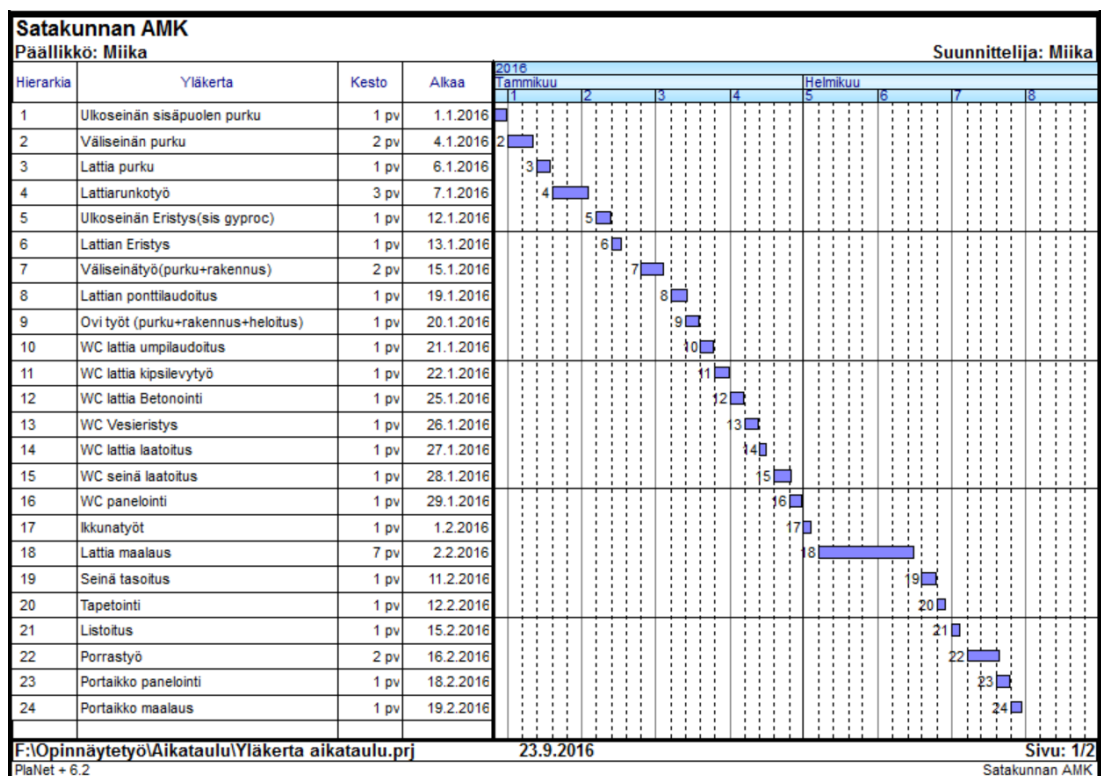 Satakunnan AMK
Päällikkö: Miika Suunnittelija: Miika
Hierarkia Yläkerta Kesto Alkaa
2016
Tammikuu Helmikuu
1 2 3 4 5 6 7 8
1 Ulkoseinän sisäpuolen purku 1 pv 1.1.2016
2 Väliseinän purku 2 pv 4.1.2016 2
3 Lattia purku 1 pv 6.1.2016 3
4 Lattiarunkotyö 3 pv 7.1.2016 4
5 Ulkoseinän Eristys(sis gyproc) 1 pv 12.1.2016 5
6 Lattian Eristys 1 pv 13.1.2016 6
7 Väliseinätyö(purku+rakennus) 2 pv 15.1.2016 7
8 Lattian ponttilaudoitus 1 pv 19.1.2016 8
9 Ovi työt (purku+rakennus+heloitus) 1 pv 20.1.2016 9
10 WC lattia umpilaudoitus 1 pv 21.1.2016 10
11 WC lattia kipsilevytyö 1 pv 22.1.2016 11
12 WC lattia Betonointi 1 pv 25.1.2016 12
13 WC Vesieristys 1 pv 26.1.2016 13
14 WC lattia laatoitus 1 pv 27.1.2016 14
15 WC seinä laatoitus 1 pv 28.1.2016 15
16 WC panelointi 1 pv 29.1.2016 16
17 Ikkunatyöt 1 pv 1.2.2016 17
18 Lattia maalaus 7 pv 2.2.2016 18
19 Seinä tasoitus 1 pv 11.2.2016 19
20 Tapetointi 1 pv 12.2.2016 20
21 Listoitus 1 pv 15.2.2016 21
22 Porrastyö 2 pv 16.2.2016 22
23 Portaikko panelointi 1 pv 18.2.2016 23
24 Portaikko maalaus 1 pv 19.2.2016 24
F:\Opinnäytetyö\Aikataulu\Yläkerta aikataulu.prj 23.9.2016 Sivu: 1/2
PlaNet + 6.2 Satakunnan AMK